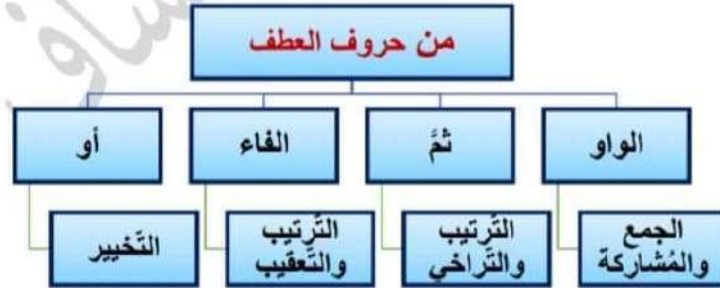 من حروف العطف
الواو
ثمَّ
الفاء
أو
الجمع
والمُشاركة
التَّرتيب
والتَّراخي
التَّرتيب
والتَّعقيب
التَّخيير